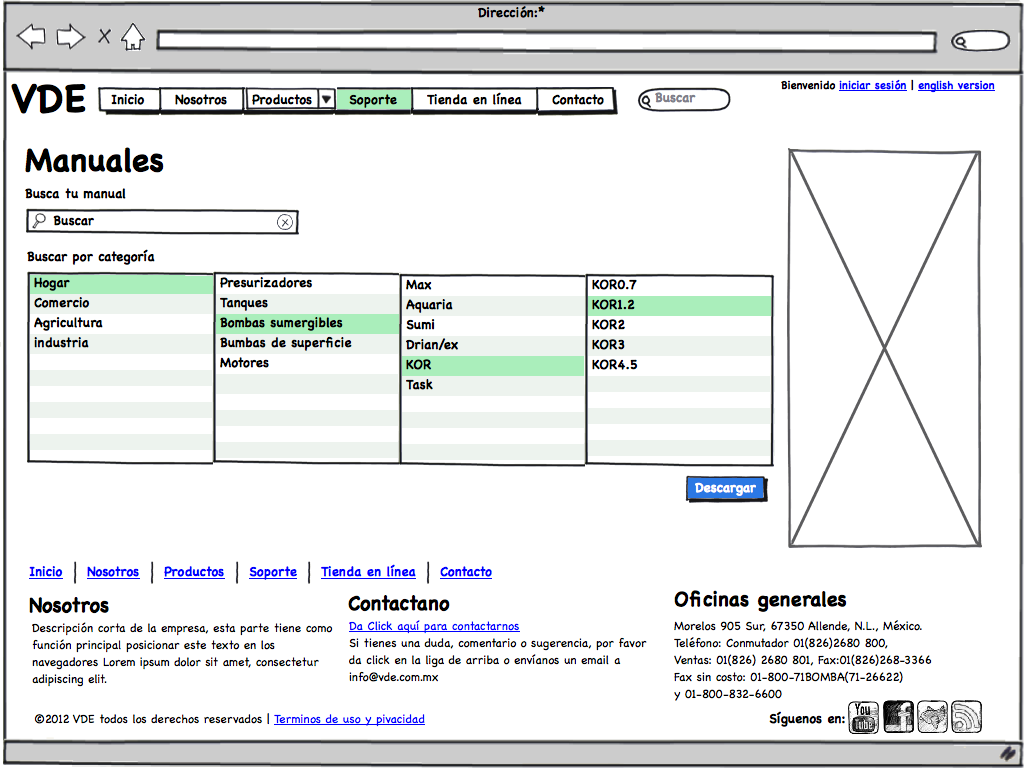 Dirección:*
Bienvenido iniciar sesión | english version
VDE
Inicio Nosotros Productos Soporte Tienda en línea Contacto Buscar
Manuales
Busca tu manual
Buscar
Buscar por categoría
Hogar
Comercio
Agricultura
industria
Presurizadores
Tanques
Bombas sumergibles
Bumbas de superficie
Motores
Max
Aquaria
Sumi
Drian/ex
KOR
Task
KOR0.7
KOR1.2
KOR2
KOR3
KOR4.5
Descargar
Inicio | Nosotros | Productos | Soporte | Tienda en línea | Contacto
Nosotros
Descripción corta de la empresa, esta parte tiene como
función principal posicionar este texto en los
navegadores Lorem ipsum dolor sit amet, consectetur
adipiscing elit.
Contactano
Da Click aquí para contactarnos
Si tienes una duda, comentario o sugerencia, por favor
da click en la liga de arriba o envíanos un email a
info@vde.com.mx
Oficinas generales
Morelos 905 Sur, 67350 Allende, N.L., México.
Teléfono: Conmutador 01(826)2680 800,
Ventas: 01(826) 2680 801, Fax:01(826)268-3366
Fax sin costo: 01-800-71BOMBA(71-26622)
y 01-800-832-6600
©2012 VDE todos los derechos reservados | Terminos de uso y pivacidad
Síguenos en:
You
Tube
f